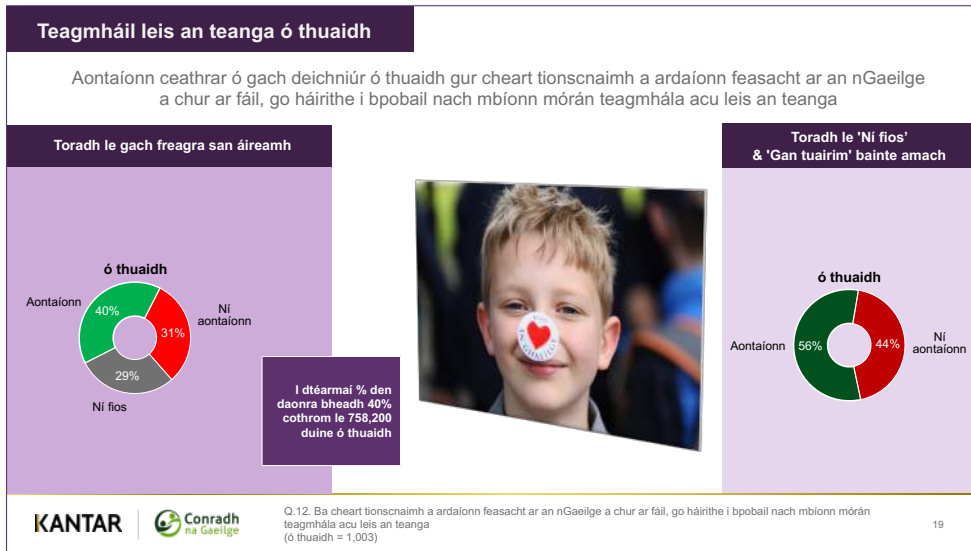 Teagmháil leis an teanga ó thuaidh
Aontaíonn ceathrar ó gach deichniúr ó thuaidh gur cheart tionscnaimh a ardaíonn feasacht ar an nGaeilge
a chur ar fáil, go háirithe i bpobail nach mbíonn mórán teagmhála acu leis an teanga
Toradh le gach freagra san áireamh
ó thuaidh
Aontaíonn
40%
Ní
aontaíonn
31%
29%
Ní fios
I dtéarmaí % den
daonra bheadh 40%
cothrom le 758,200
duine ó thuaidh
Toradh le 'Ní fios’
& 'Gan tuairim' bainte amach
ó thuaidh
Aontaíonn
56%
44%
Ní
aontaíonn
KANTAR
Conradh
na Gaeilge
Q.12. Ba cheart tionscnaimh a ardaíonn feasacht ar an nGaeilge a chur ar fáil, go háirithe i bpobail nach mbíonn mórán
teagmhála acu leis an teanga
(ó thuaidh = 1,003)
19